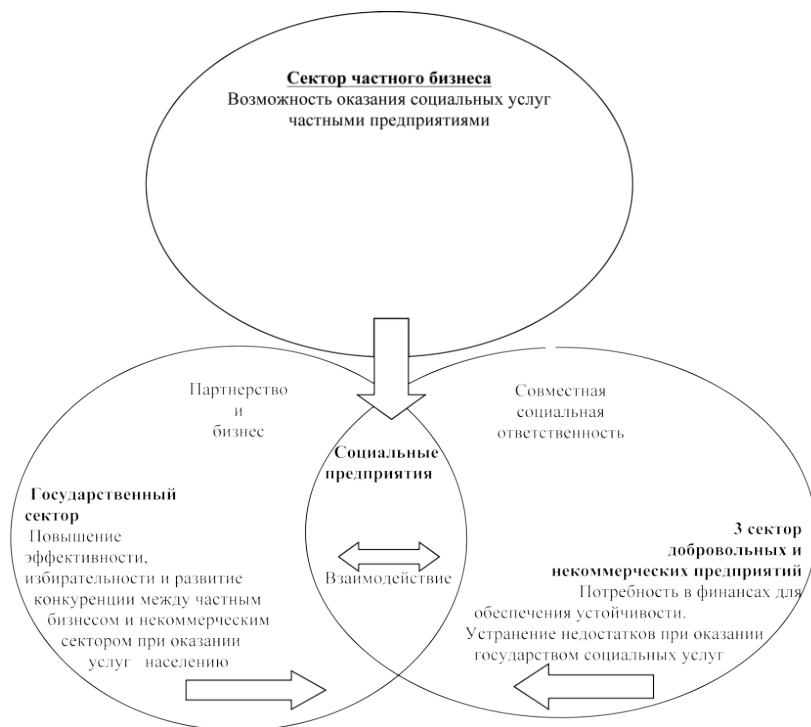 Сектор частного бизнеса
Возможность оказания социальных услуг
частными предприятиями
Партнерство
и
бизнес
Совместная
социальная
ответственность
Социальные
предприятия
Взаимодействие
Государственный
сектор
Повышение
эффективности,
избирательности и развитие
конкуренции между частным
бизнесом и некоммерческим
сектором при оказании
услуг населению
3 сектор
добровольных и
некоммерческих предприятий
Потребность в финансах для
обеспечения устойчивости.
Устранение недостатков при оказании
государством социальных услуг